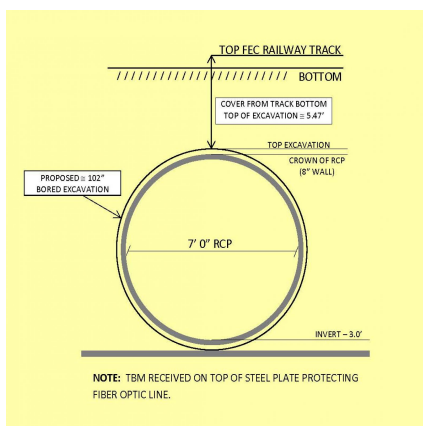 TOP FEC RAILWAY TRACK
BOTTOM
COVER FROM TRACK BOTTOM
TOP OF EXCAVATION ≅ 5.47'
TOP EXCAVATION
CROWN OF RCP
(8" WALL)
PROPOSED ≅ 102"
BORED EXCAVATION
7' 0" RCP
INVERT – 3.0'
NOTE: TBM RECEIVED ON TOP OF STEEL PLATE PROTECTING
FIBER OPTIC LINE.